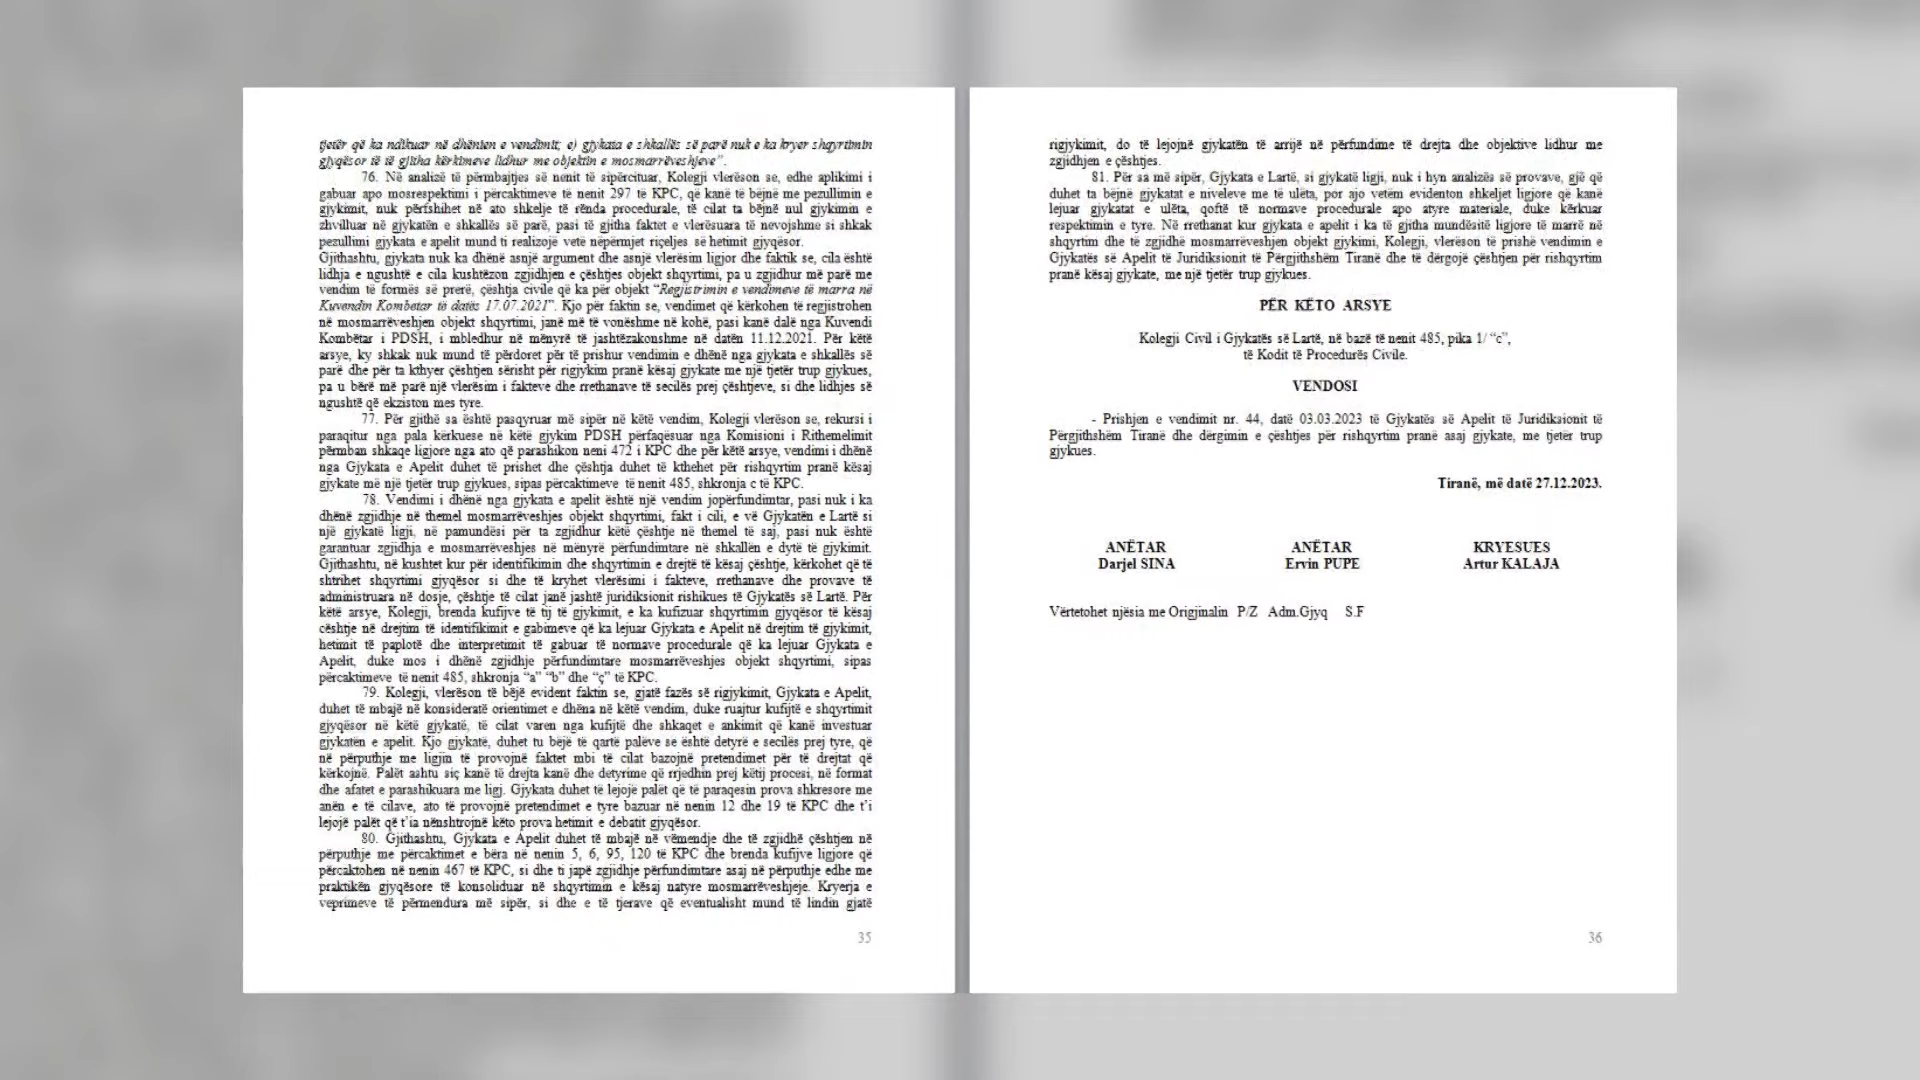 tjetër që ka ndikuar në dhënien e vendimit; e) gjykata e shkallës së parë nuk e ka kryer shqyrtimin
gjyqësor të të gjitha kërkimeve lidhur me objektin e mosmarrëveshjeve”.
76. Në analizë të përmbajtjes së nenit të sipërcituar, Kolegji vlerëson se, edhe aplikimi i
gabuar apo mosrespektimi i përcaktimeve të nenit 297 të KPC, që kanë të bëjnë me pezullimin e
gjykimit, nuk përfshihet në ato shkelje të rënda procedurale, të cilat ta bëjnë nul gjykimin e
zhvilluar në gjykatën e shkallës së parë, pasi të gjitha faktet e vlerësuara të nevojshme si shkak
pezullimi gjykata e apelit mund ti realizojë vetë nëpërmjet riçeljes së hetimit gjyqësor.
Gjithashtu, gjykata nuk ka dhënë asnjë argument dhe asnjë vlerësim ligjor dhe faktik se, cila është
lidhja e ngushtë e cila kushtëzon zgjidhjen e çështjes objekt shqyrtimi, pa u zgjidhur më parë me
vendim të formës së prerë, çështja civile që ka për objekt “Regjistrimin e vendimeve të marra në
Kuvendin Kombëtar të datës 17.07.2021”. Kjo për faktin se, vendimet që kërkohen të regjistrohen
në mosmarrëveshjen objekt shqyrtimi, janë më të vonëshme në kohë, pasi kanë dalë nga Kuvendi
Kombëtar i PDSH, i mbledhur në mënyrë të jashtëzakonshme në datën 11.12.2021. Për këtë
arsye, ky shkak nuk mund të përdoret për të prishur vendimin e dhënë nga gjykata e shkallës së
parë dhe për ta kthyer çështjen sërisht për rigjykim pranë kësaj gjykate me një tjetër trup gjykues,
pa u bërë më parë një vlerësim i fakteve dhe rrethanave të secilës prej çështjeve, si dhe lidhjes së
ngushtë që ekziston mes tyre.
77. Për gjithë sa është pasqyruar më sipër në këtë vendim, Kolegji vlerëson se, rekursi i
paraqitur nga pala kërkuese në këtë gjykim PDSH përfaqësuar nga Komisioni i Rithemelimit
përmban shkaqe ligjore nga ato që parashikon neni 472 i KPC dhe për këtë arsye, vendimi i dhënë
nga Gjykata e Apelit duhet të prishet dhe çështja duhet të kthehet për rishqyrtim pranë kësaj
gjykate më një tjetër trup gjykues, sipas përcaktimeve të nenit 485, shkronja c të KPC.
78. Vendimi i dhënë nga gjykata e apelit është një vendim jopërfundimtar, pasi nuk i ka
dhënë zgjidhje në themel mosmarrëveshjes objekt shqyrtimi, fakt i cili, e vë Gjykatën e Lartë si
një gjykatë ligji, në pamundësi për ta zgjidhur këtë çështje në themel të saj, pasi nuk është
garantuar zgjidhja e mosmarrëveshjes në mënyrë përfundimtare në shkallën e dytë të gjykimit.
Gjithashtu, në kushtet kur për identifikimin dhe shqyrtimin e drejtë të kësaj çështje, kërkohet që të
shtrihet shqyrtimi gjyqësor si dhe të kryhet vlerësimi i fakteve, rrethanave dhe provave të
administruara në dosje, çështje të cilat janë jashtë juridiksionit rishikues të Gjykatës së Lartë. Për
këtë arsye, Kolegji, brenda kufijve të tij të gjykimit, e ka kufizuar shqyrtimin gjyqësor të kësaj
çështje në drejtim të identifikimit e gabimeve që ka lejuar Gjykata e Apelit në drejtim të gjykimit,
hetimit të paplotë dhe interpretimit të gabuar të normave procedurale që ka lejuar Gjykata e
Apelit, duke mos i dhënë zgjidhje përfundimtare mosmarrëveshjes objekt shqyrtimi, sipas
përcaktimeve të nenit 485, shkronja “a” “b” dhe “ç” të KPC.
79. Kolegji, vlerëson të bëjë evident faktin se, gjatë fazës së rigjykimit, Gjykata e Apelit,
duhet të mbajë në konsideratë orientimet e dhëna në këtë vendim, duke ruajtur kufijtë e shqyrtimit
gjyqësor në këtë gjykatë, të cilat varen nga kufijtë dhe shkaqet e ankimit që kanë investuar
gjykatën e apelit. Kjo gjykatë, duhet tu bëjë të qartë palëve se është detyrë e secilës prej tyre, që
në përputhje me ligjin të provojnë faktet mbi të cilat bazojnë pretendimet për të drejtat që
kërkojnë. Palët ashtu siç kanë të drejta kanë dhe detyrime që rrjedhin prej këtij procesi, në format
dhe afatet e parashikuara me ligj. Gjykata duhet të lejojë palët që të paraqesin prova shkresore me
anën e të cilave, ato të provojnë pretendimet e tyre bazuar në nenin 12 dhe 19 të KPC dhe t’i
lejojë palët që t’ia nënshtrojnë këto prova hetimit e debatit gjyqësor.
80. Gjithashtu, Gjykata e Apelit duhet të mbajë në vëmendje dhe të zgjidhë çështjen në
përputhje me përcaktimet e bëra në nenin 5, 6, 95, 120 të KPC dhe brenda kufijve ligjore që
përcaktohen në nenin 467 të KPC, si dhe ti japë zgjidhje përfundimtare asaj në përputhje edhe me
praktikën gjyqësore të konsoliduar në shqyrtimin e kësaj natyre mosmarrëveshjeje. Kryerja e
veprimeve të përmendura më sipër, si dhe e të tjerave që eventualisht mund të lindin gjatë
35
rigjykimit, do të lejojnë gjykatën të arrijë në përfundime të drejta dhe objektive lidhur me
zgjidhjen e çështjes.
81. Për sa më sipër, Gjykata e Lartë, si gjykatë ligji, nuk i hyn analizës së provave, gjë që
duhet ta bëjnë gjykatat e niveleve me të ulëta, por ajo vetëm evidenton shkeljet ligjore që kanë
lejuar gjykatat e ulëta, qoftë të normave procedurale apo atyre materiale, duke kërkuar
respektimin e tyre. Në rrethanat kur gjykata e apelit i ka të gjitha mundësitë ligjore të marrë në
shqyrtim dhe të zgjidhë mosmarrëveshjen objekt gjykimi, Kolegji, vlerëson të prishë vendimin e
Gjykatës së Apelit të Juridiksionit të Përgjithshëm Tiranë dhe të dërgojë çështjen për rishqyrtim
pranë kësaj gjykate, me një tjetër trup gjykues.
PËR KËTO ARSYE
Kolegji Civil i Gjykatës së Lartë, në bazë të nenit 485, pika 1/ “c”,
të Kodit të Procedurës Civile.
VENDOSI
- Prishjen e vendimit nr. 44, datë 03.03.2023 të Gjykatës së Apelit të Juridiksionit të
Përgjithshëm Tiranë dhe dërgimin e çështjes për rishqyrtim pranë asaj gjykate, me tjetër trup
gjykues.
Tiranë, më datë 27.12.2023.
ANËTAR ANËTAR KRYESUES
Darjel SINA Ervin PUPE Artur KALAJA
Vërtetohet njësia me Origjinalin P/Z Adm.Gjyq S.F
36